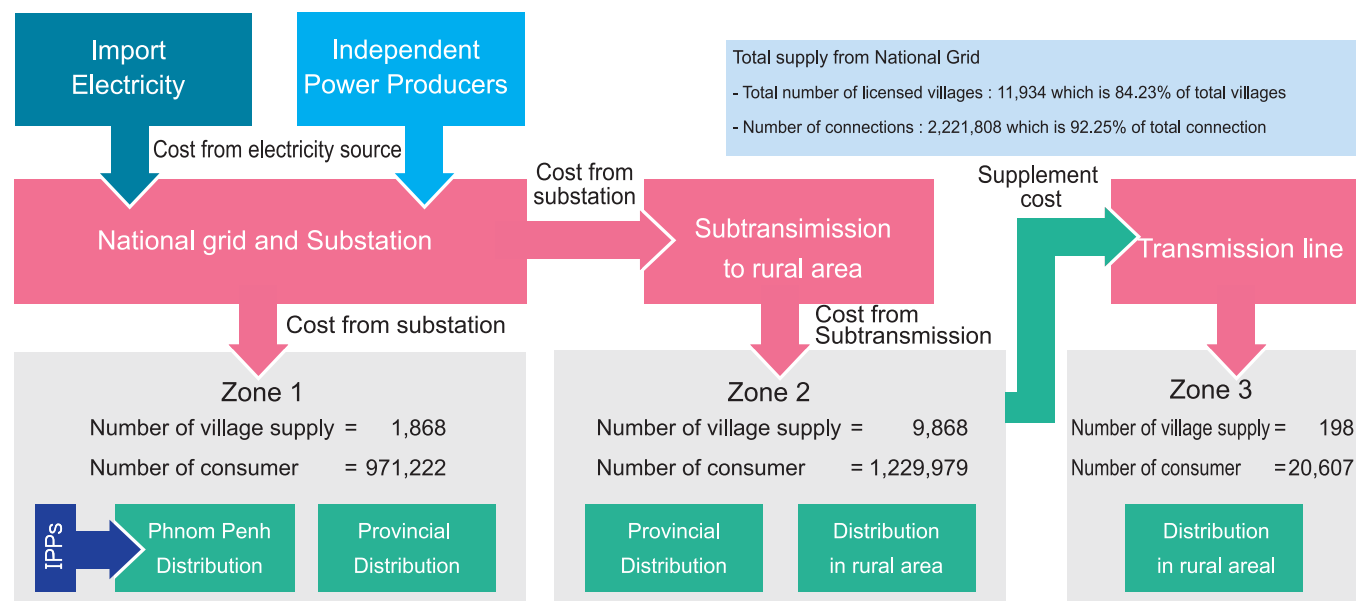 Import
Electricity
Independent
Power Producers
Total supply from National Grid
- Total number of licensed villages : 11,934 which is 84.23% of total villages
- Number of connections : 2,221,808 which is 92.25% of total connection
Cost from electricity source
Cost from
substation
Supplement
cost
National grid and Substation
Subtransimission
to rural area
Transmission line
Cost from substation
Cost from
Subtransmission
Zone 1
Number of village supply = 1,868
Number of consumer = 971,222
IPPs
Phnom Penh
Distribution
Provincial
Distribution
Zone 2
Number of village supply = 9,868
Number of consumer = 1,229,979
Provincial
Distribution
Distribution
in rural area
Zone 3
Number of village supply = 198
Number of consumer =20,607
Distribution
in rural areal